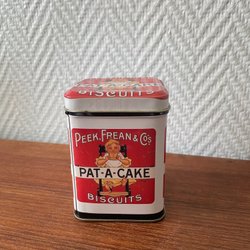 BISCUITS
PEEK, FREAN & CO'S
PAT-A-CAKE
BISCUITS